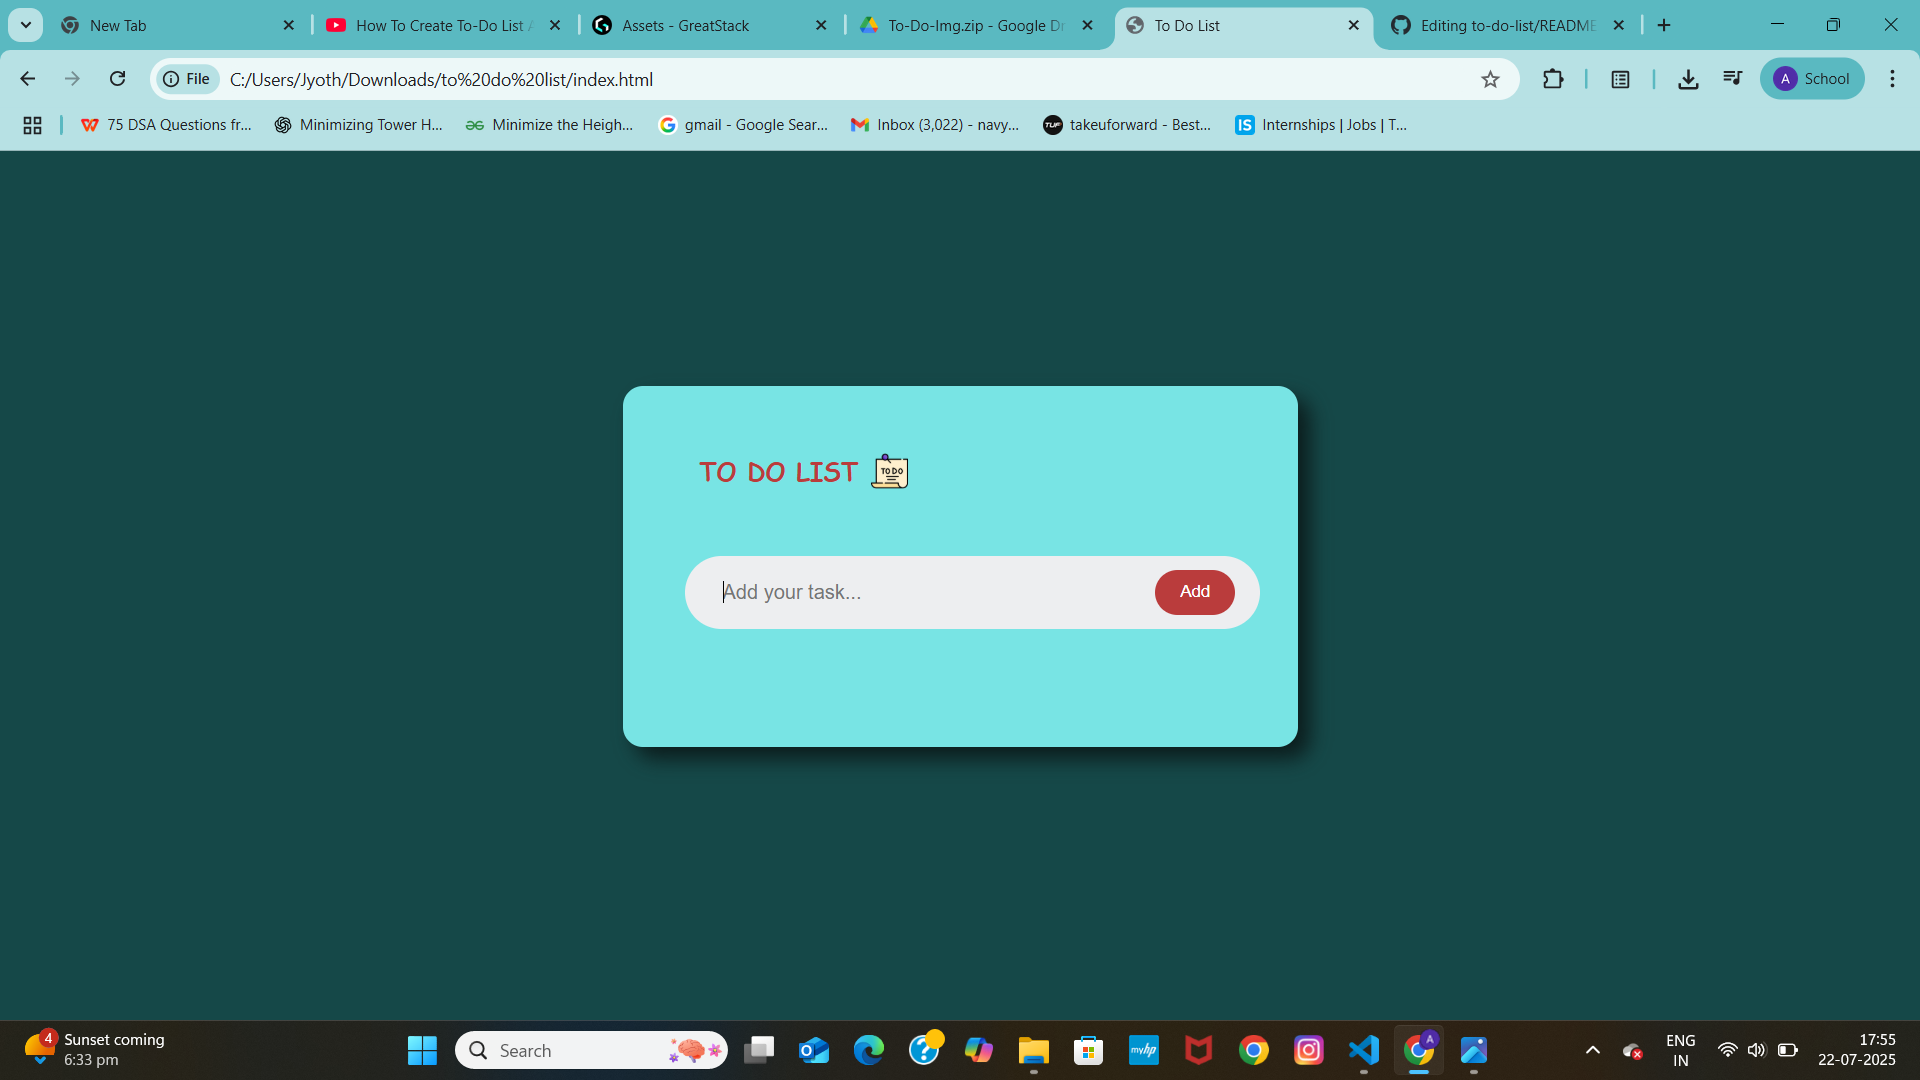 New Tab
How To Create To-Do List
Assets - GreatStack
To-Do-Img.zip - Google Dr
To Do List
Editing to-do-list/README
File
C:/Users/Jyoth/Downloads/to%20do%20list/index.html
A
School
75 DSA Questions fr...
Minimizing Tower H...
Minimize the Heigh...
gmail - Google Sear...
Inbox (3,022) - navy...
TUF
takeuforward - Best...
IS
Internships | Jobs | T...
TO DO LIST
TO DO
Add your task...
Add
4
Sunset coming
6:33 pm
Search
myhp
A
ENG
IN
17:55
22-07-2025